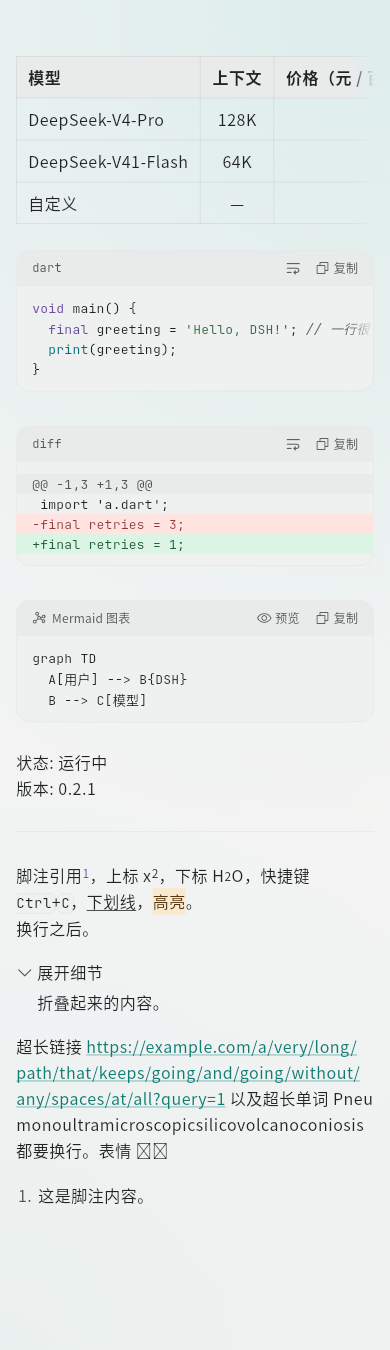 模型 上下文 价格（元 /
DeepSeek-V4-Pro 128K
DeepSeek-V41-Flash 64K
自定义 —
dart 复制
void main() {
  final greeting = 'Hello, DSH!'; // 一行很
  print(greeting);
}
diff 复制
@@ -1,3 +1,3 @@
 import 'a.dart';
-final retries = 3;
+final retries = 1;
Mermaid 图表 预览 复制
graph TD
  A[用户] --> B{DSH}
  B --> C[模型]
状态: 运行中
版本: 0.2.1
脚注引用1，上标 x2，下标 H2O，快捷键
Ctrl+C，下划线，高亮。
换行之后。
展开细节
折叠起来的内容。
超长链接 https://example.com/a/very/long/
path/that/keeps/going/and/going/without/
any/spaces/at/all?query=1 以及超长单词 Pneu
monoultramicroscopicsilicovolcanoconiosis
都要换行。表情
1. 这是脚注内容。